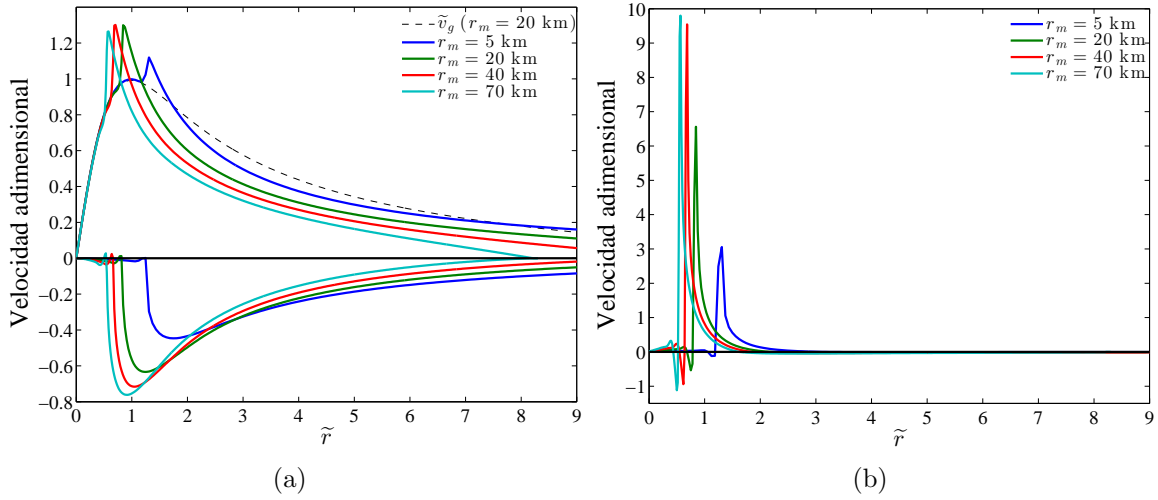 ṽ_g (r_m = 20 km)
r_m = 5 km
r_m = 20 km
r_m = 40 km
r_m = 70 km
1.2
1
0.8
0.6
0.4
0.2
0
−0.2
−0.4
−0.6
−0.8
Velocidad adimensional
0 1 2 3 4 5 6 7 8 9
r̃
(a)
r_m = 5 km
r_m = 20 km
r_m = 40 km
r_m = 70 km
10
9
8
7
6
5
4
3
2
1
0
−1
Velocidad adimensional
0 1 2 3 4 5 6 7 8 9
r̃
(b)